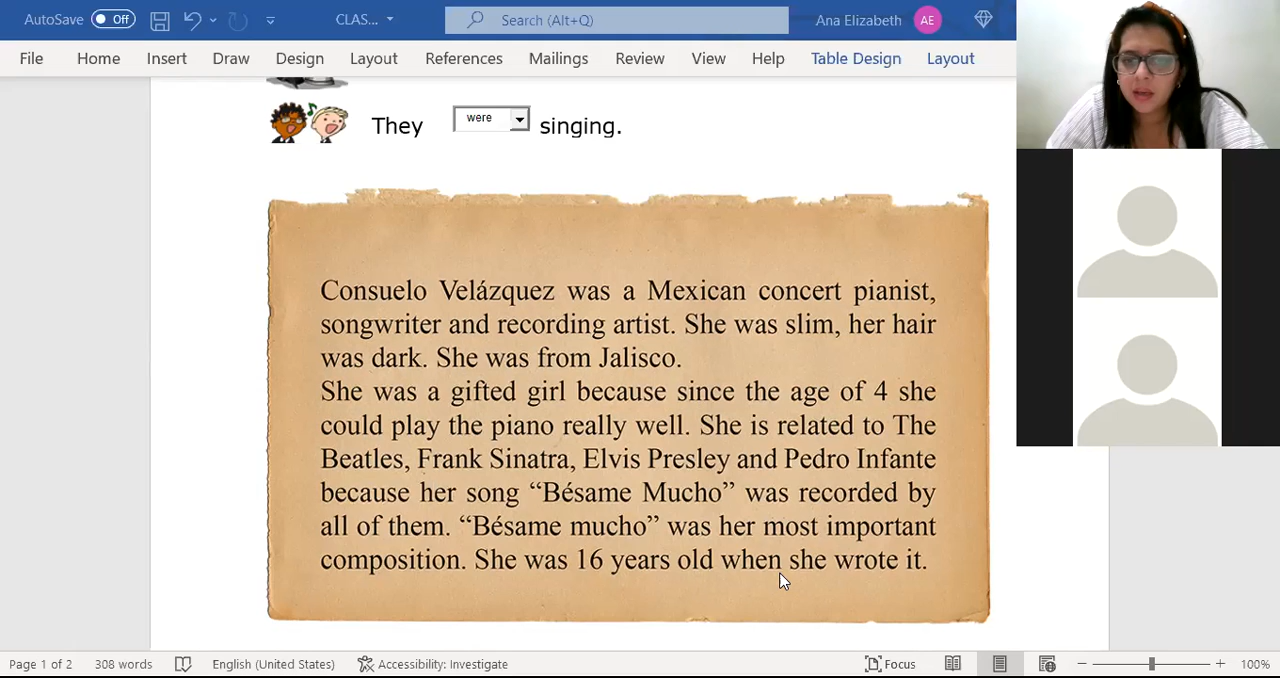 AutoSave Off CLAS... Search (Alt+Q) Ana Elizabeth AE
File Home Insert Draw Design Layout References Mailings Review View Help Table Design Layout
They were singing.
Consuelo Velázquez was a Mexican concert pianist,
songwriter and recording artist. She was slim, her hair
was dark. She was from Jalisco.
She was a gifted girl because since the age of 4 she
could play the piano really well. She is related to The
Beatles, Frank Sinatra, Elvis Presley and Pedro Infante
because her song “Bésame Mucho” was recorded by
all of them. “Bésame mucho” was her most important
composition. She was 16 years old when she wrote it.
Page 1 of 2 308 words English (United States) Accessibility: Investigate Focus 100%